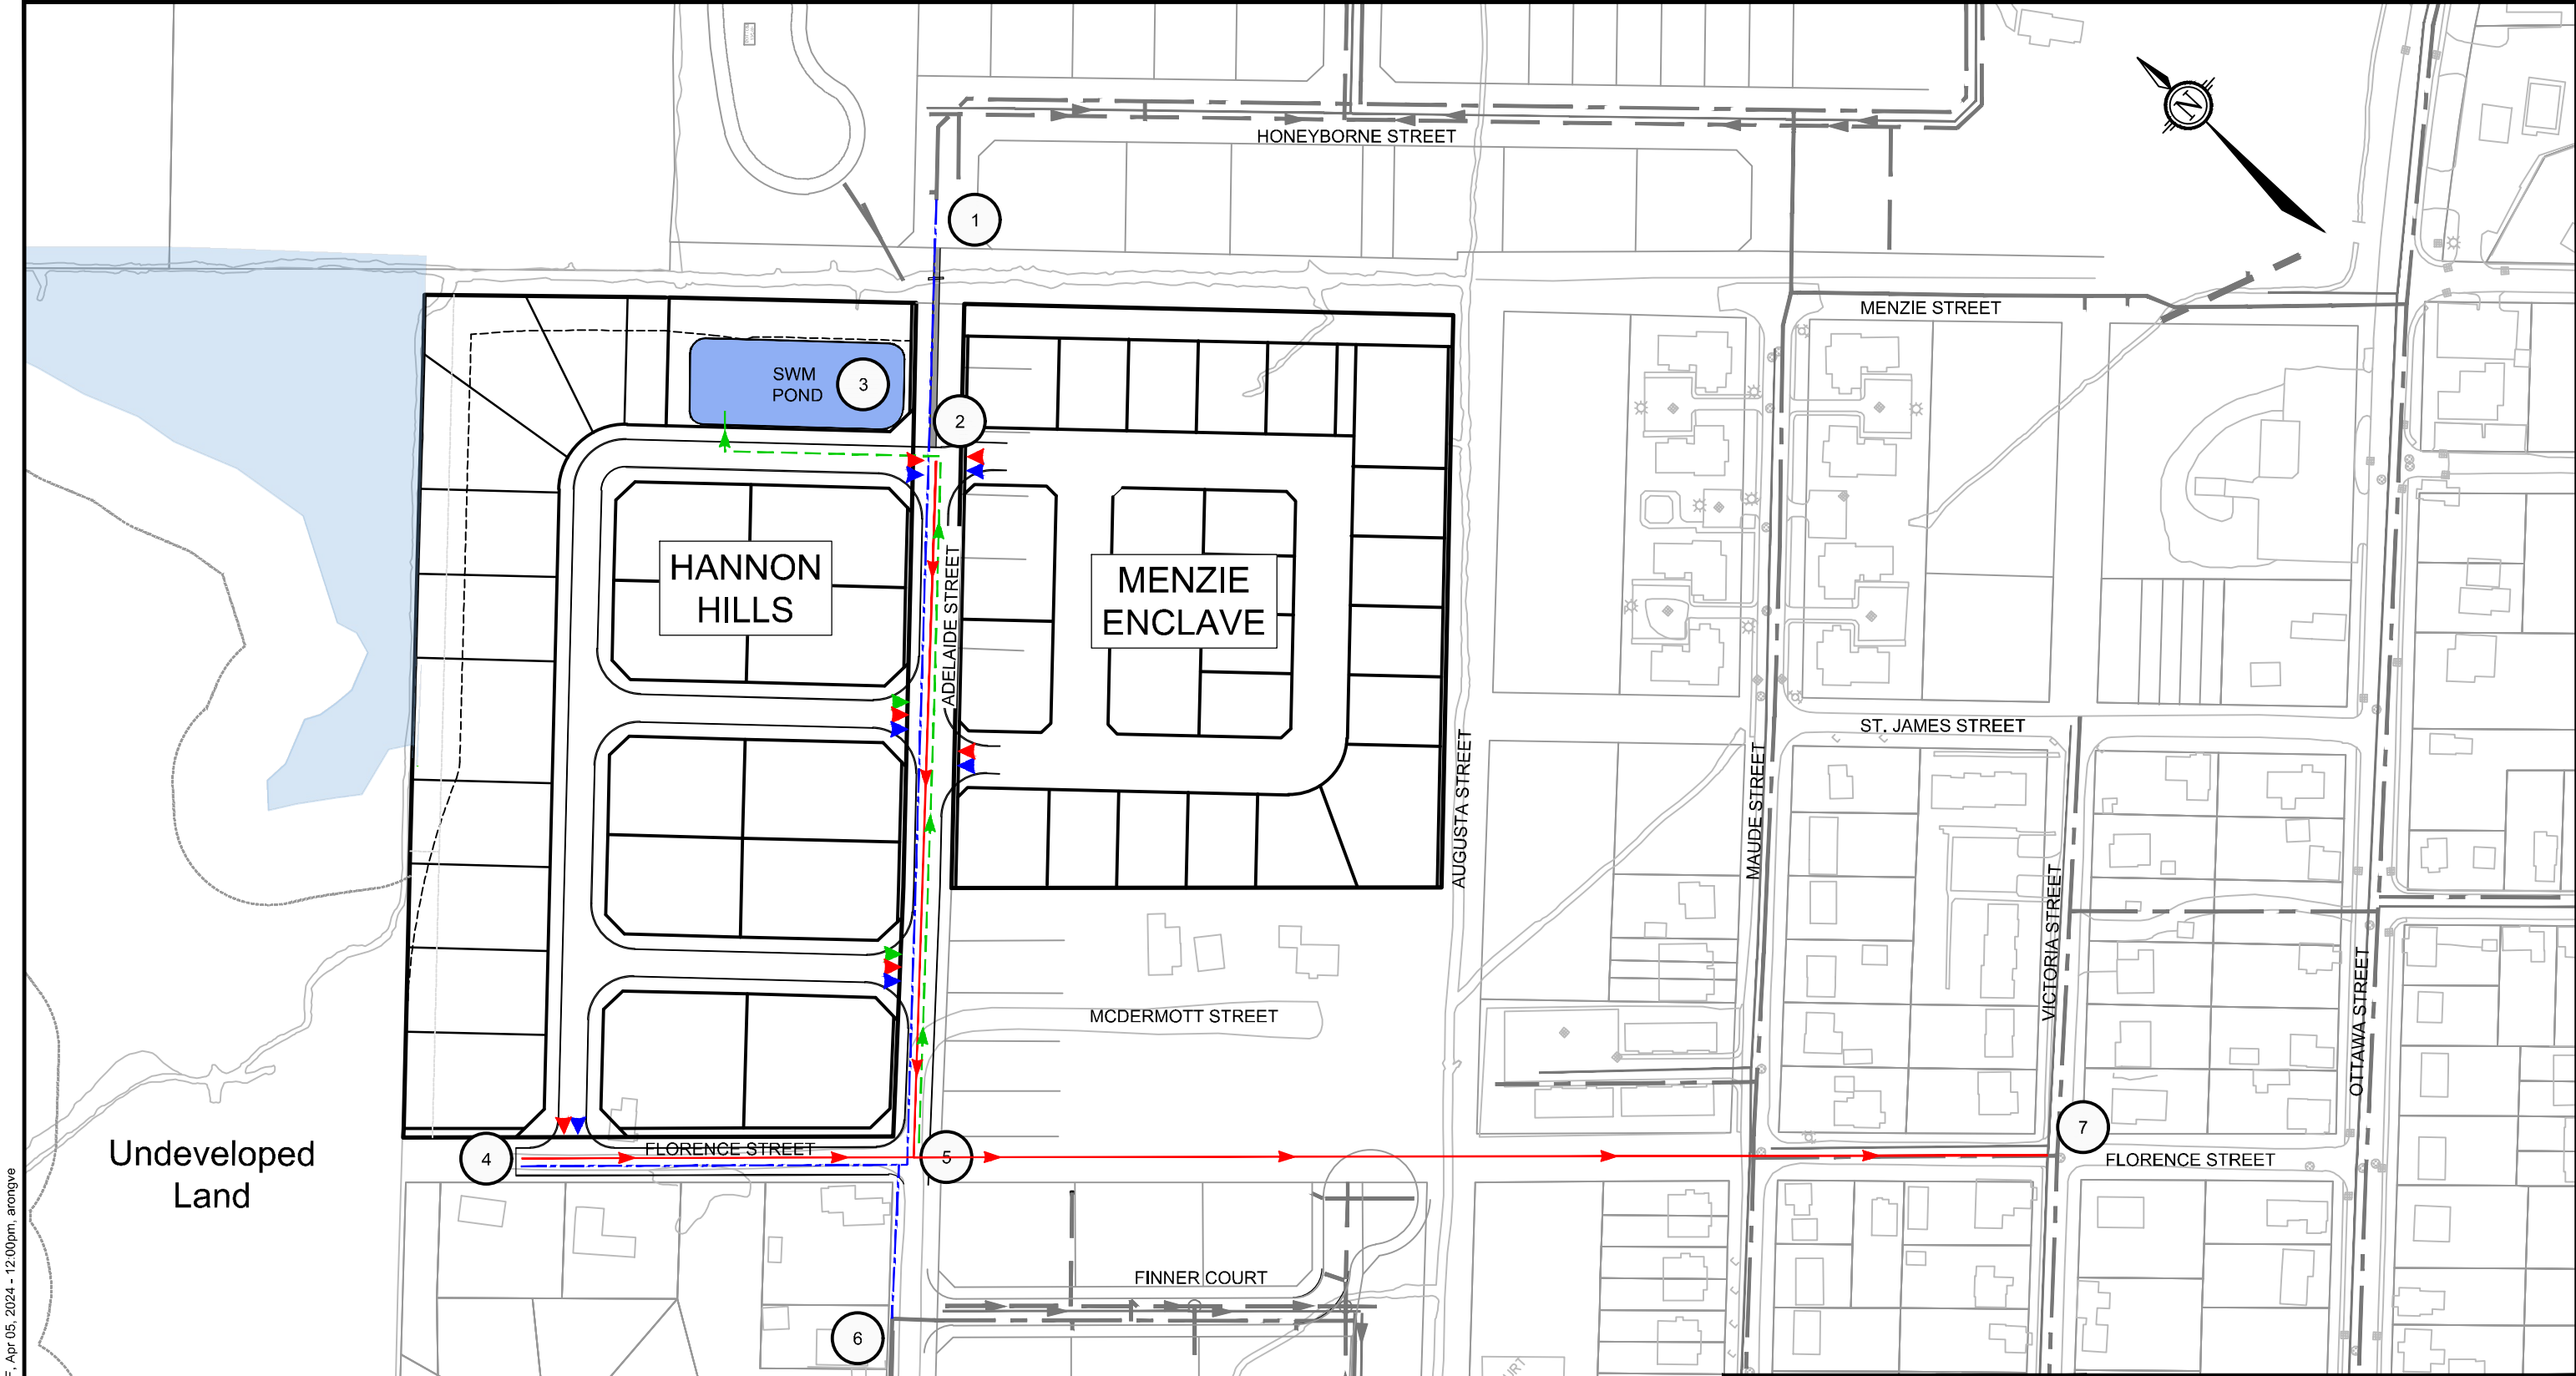 HONEYBORNE STREET
N
1
MENZIE STREET
SWM
POND
3
2
HANNON
HILLS
ADELAIDE STREET
MENZIE
ENCLAVE
ST. JAMES STREET
AUGUSTA STREET
MAUDE STREET
VICTORIA STREET
OTTAWA STREET
MCDERMOTT STREET
Undeveloped
Land
4
FLORENCE STREET
5
7
FLORENCE STREET
FINNER COURT
6
, Apr 05, 2024 - 12:00pm, arongve